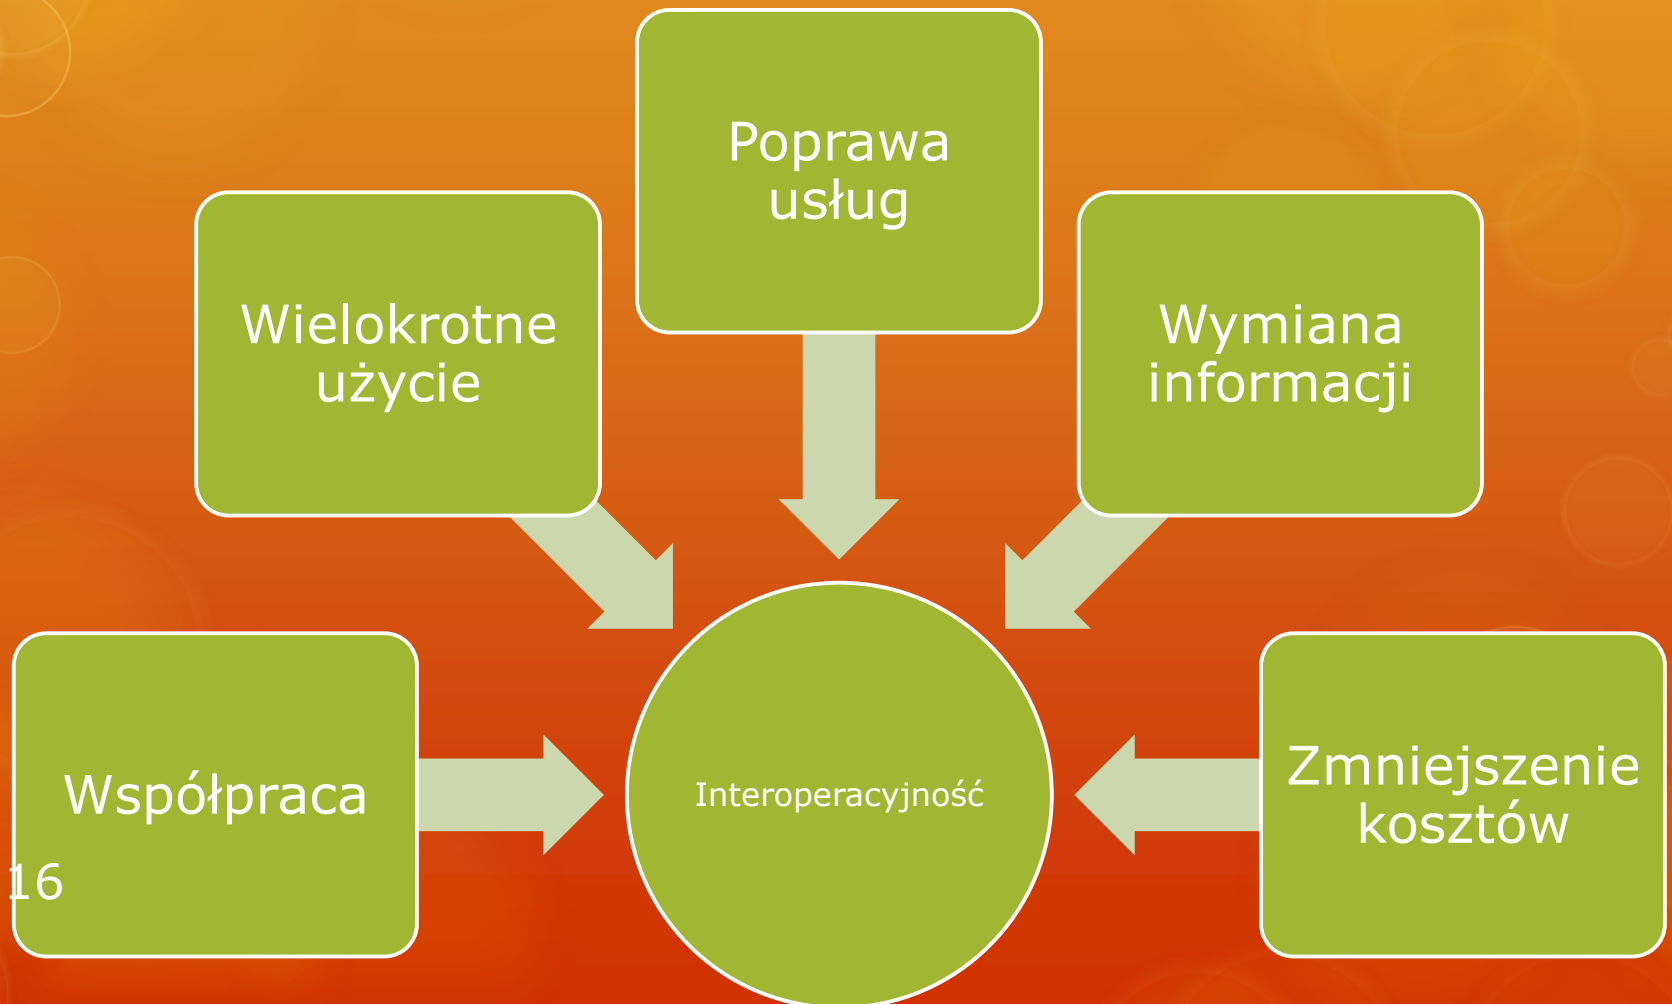 Poprawa
usług
Wielokrotne
użycie
Wymiana
informacji
Współpraca
Interoperacyjność
Zmniejszenie
kosztów
16